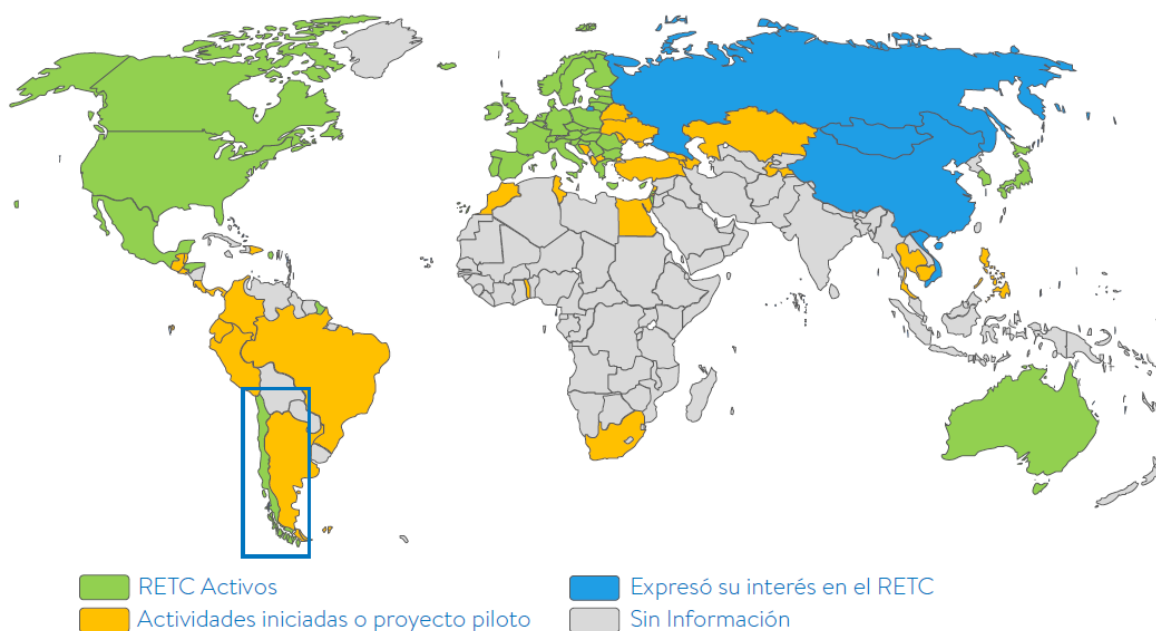 RETC Activos
Expresó su interés en el RETC
Actividades iniciadas o proyecto piloto
Sin Información